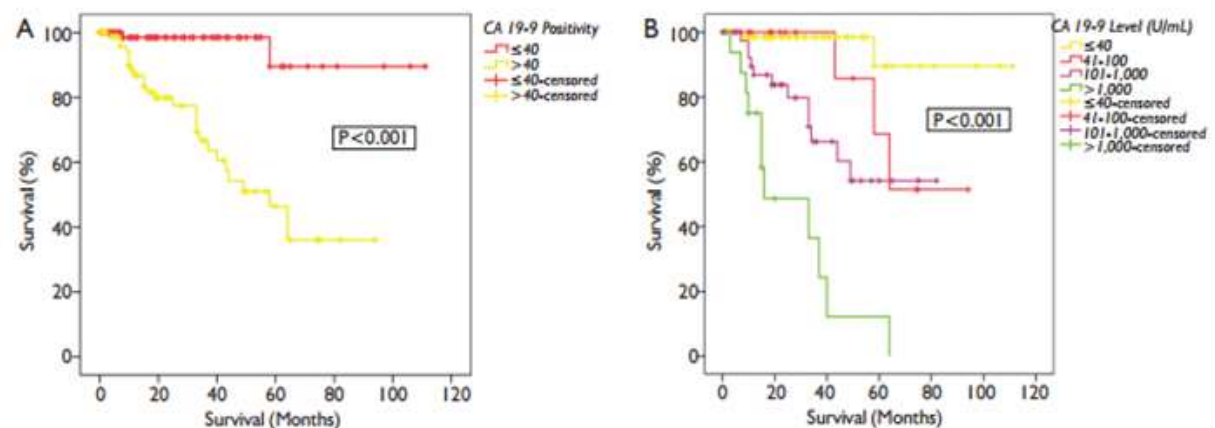 A
CA 19-9 Positivity
≤40
>40
≤40-censored
>40-censored
P<0.001
Survival (%)
100
80
60
40
20
0
0 20 40 60 80 100 120
Survival (Months)
B
CA 19-9 Level (U/mL)
≤40
41-100
101-1,000
>1,000
≤40-censored
41-100-censored
101-1,000-censored
>1,000-censored
P<0.001
Survival (%)
100
80
60
40
20
0
0 20 40 60 80 100 120
Survival (Months)